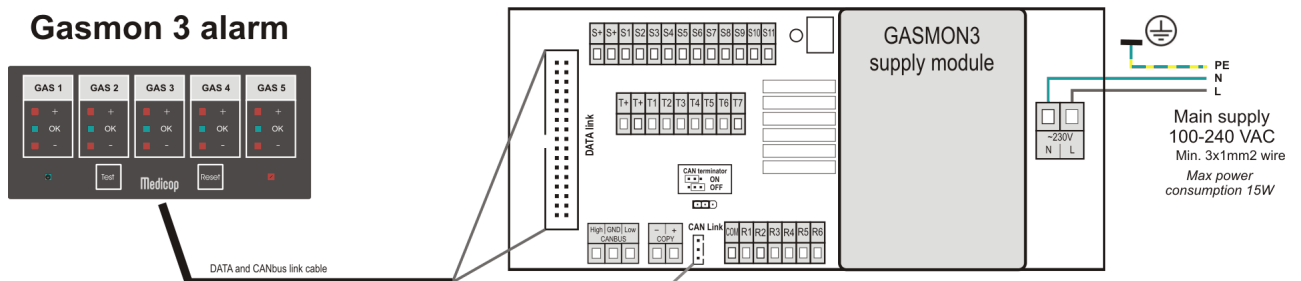 Gasmon 3 alarm
GAS 1 GAS 2 GAS 3 GAS 4 GAS 5
+ + + + +
OK OK OK OK OK
- - - - -
Test Medicop Reset
DATA and CANbus link cable
S+ S+ S1 S2 S3 S4 S5 S6 S7 S8 S9 S10 S11
T+ T+ T1 T2 T3 T4 T5 T6 T7
DATA link
CAN terminator
ON
OFF
High GND Low
CANBUS
- +
COPY
CAN Link
COM R1 R2 R3 R4 R5 R6
GASMON3
supply module
~230V
N L
PE
N
L
Main supply
100-240 VAC
Min. 3x1mm2 wire
Max power
consumption 15W